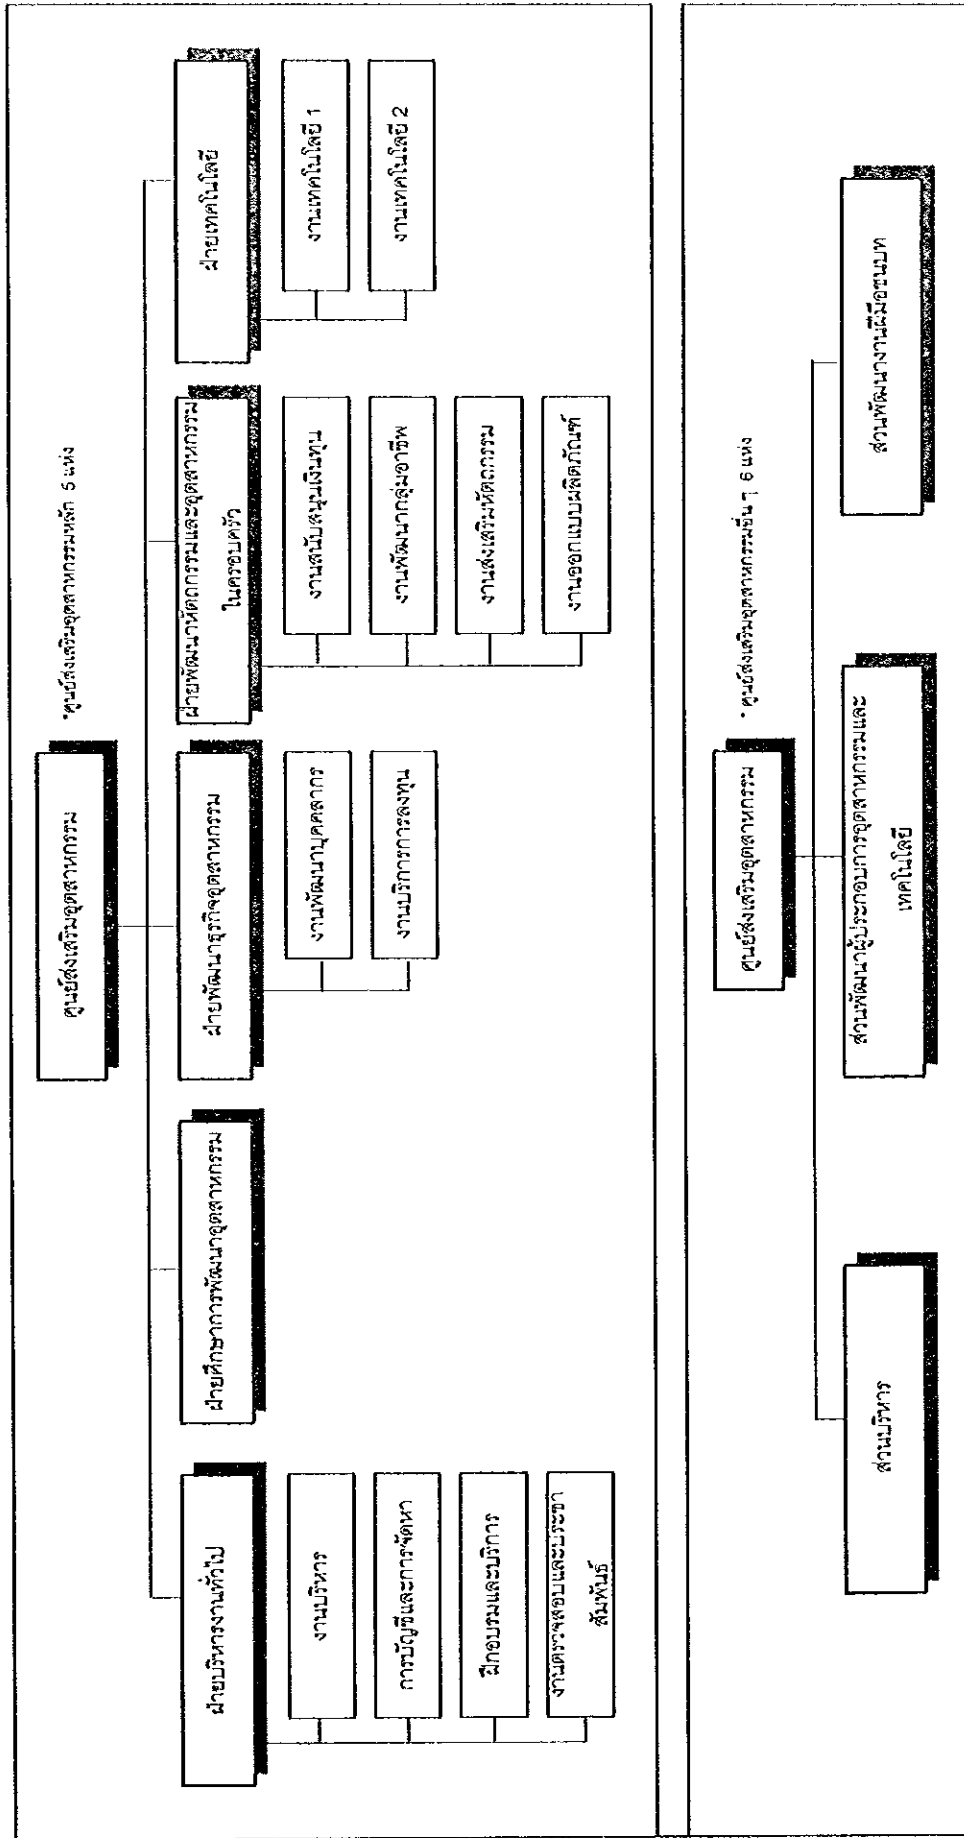 ศูนย์ส่งเสริมอุตสาหกรรม
*ศูนย์ส่งเสริมอุตสาหกรรมหลัก 5 แห่ง
ฝ่ายบริหารงานทั่วไป
งานบริหาร
การบัญชีและการจัดหา
ฝึกอบรมและบริการ
งานตรวจสอบและประชา
สัมพันธ์
ฝ่ายศึกษาการพัฒนาอุตสาหกรรม
ฝ่ายพัฒนาธุรกิจอุตสาหกรรม
งานพัฒนาบุคคลากร
งานบริการการลงทุน
ฝ่ายพัฒนาหัตถกรรมและอุตสาหกรรม
ในครอบครัว
งานสนับสนุนเงินทุน
งานพัฒนากลุ่มอาชีพ
งานส่งเสริมหัตถกรรม
งานออกแบบผลิตภัณฑ์
ฝ่ายเทคโนโลยี
งานเทคโนโลยี 1
งานเทคโนโลยี 2
ศูนย์ส่งเสริมอุตสาหกรรม
* ศูนย์ส่งเสริมอุตสาหกรรมอื่น ๆ 6 แห่ง
ส่วนบริหาร
ส่วนพัฒนาผู้ประกอบการอุตสาหกรรมและ
เทคโนโลยี
ส่วนพัฒนางานฝีมือชนบท